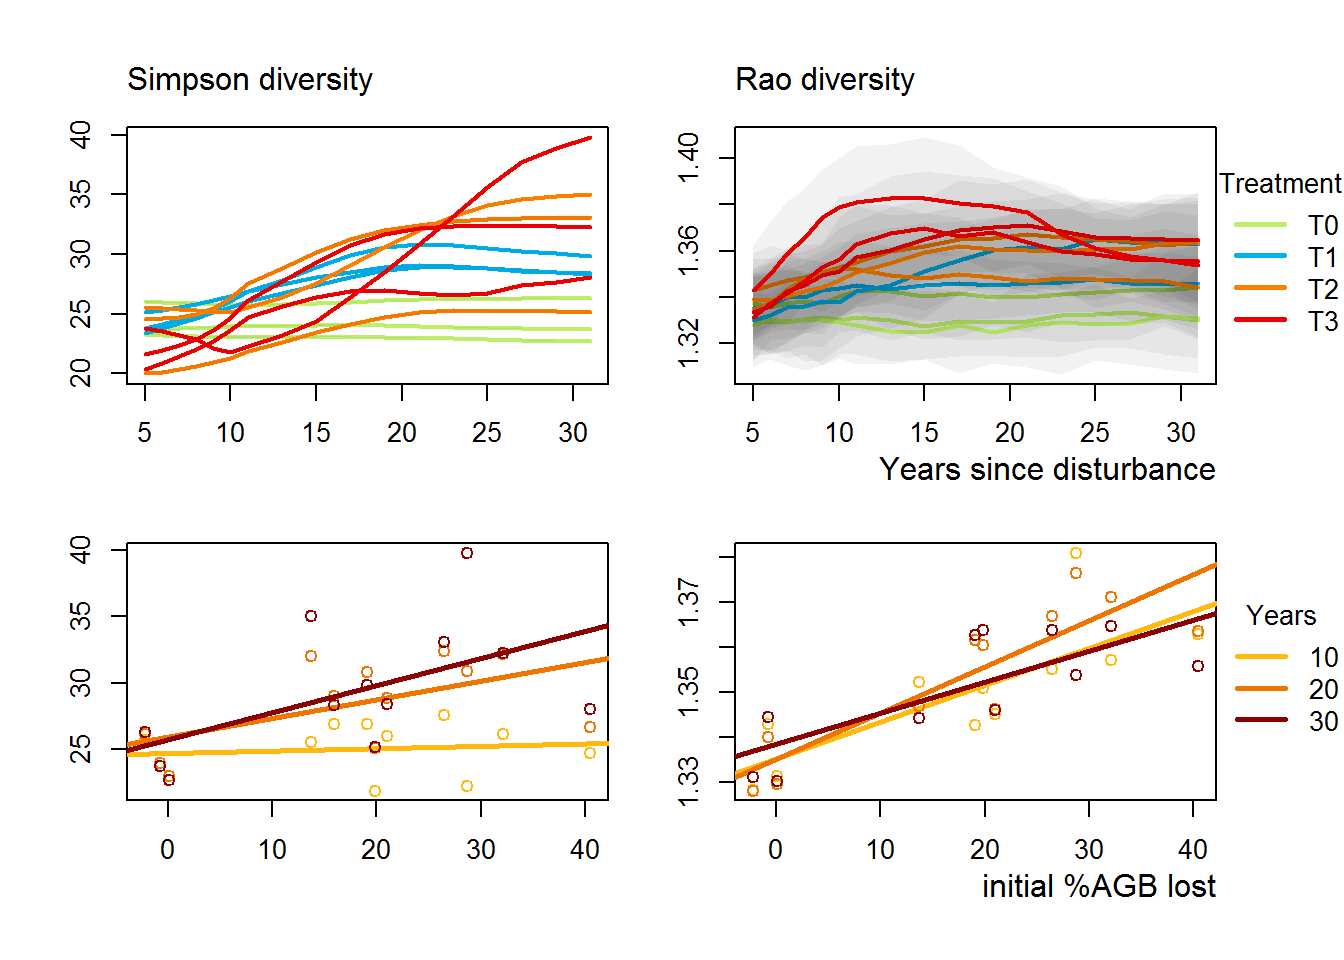 Simpson diversity
20 25 30 35 40
5 10 15 20 25 30
Rao diversity
1.32 1.36 1.40
5 10 15 20 25 30
Years since disturbance
Treatment
T0
T1
T2
T3
25 30 35 40
0 10 20 30 40
1.33 1.35 1.37
0 10 20 30 40
initial %AGB lost
Years
10
20
30